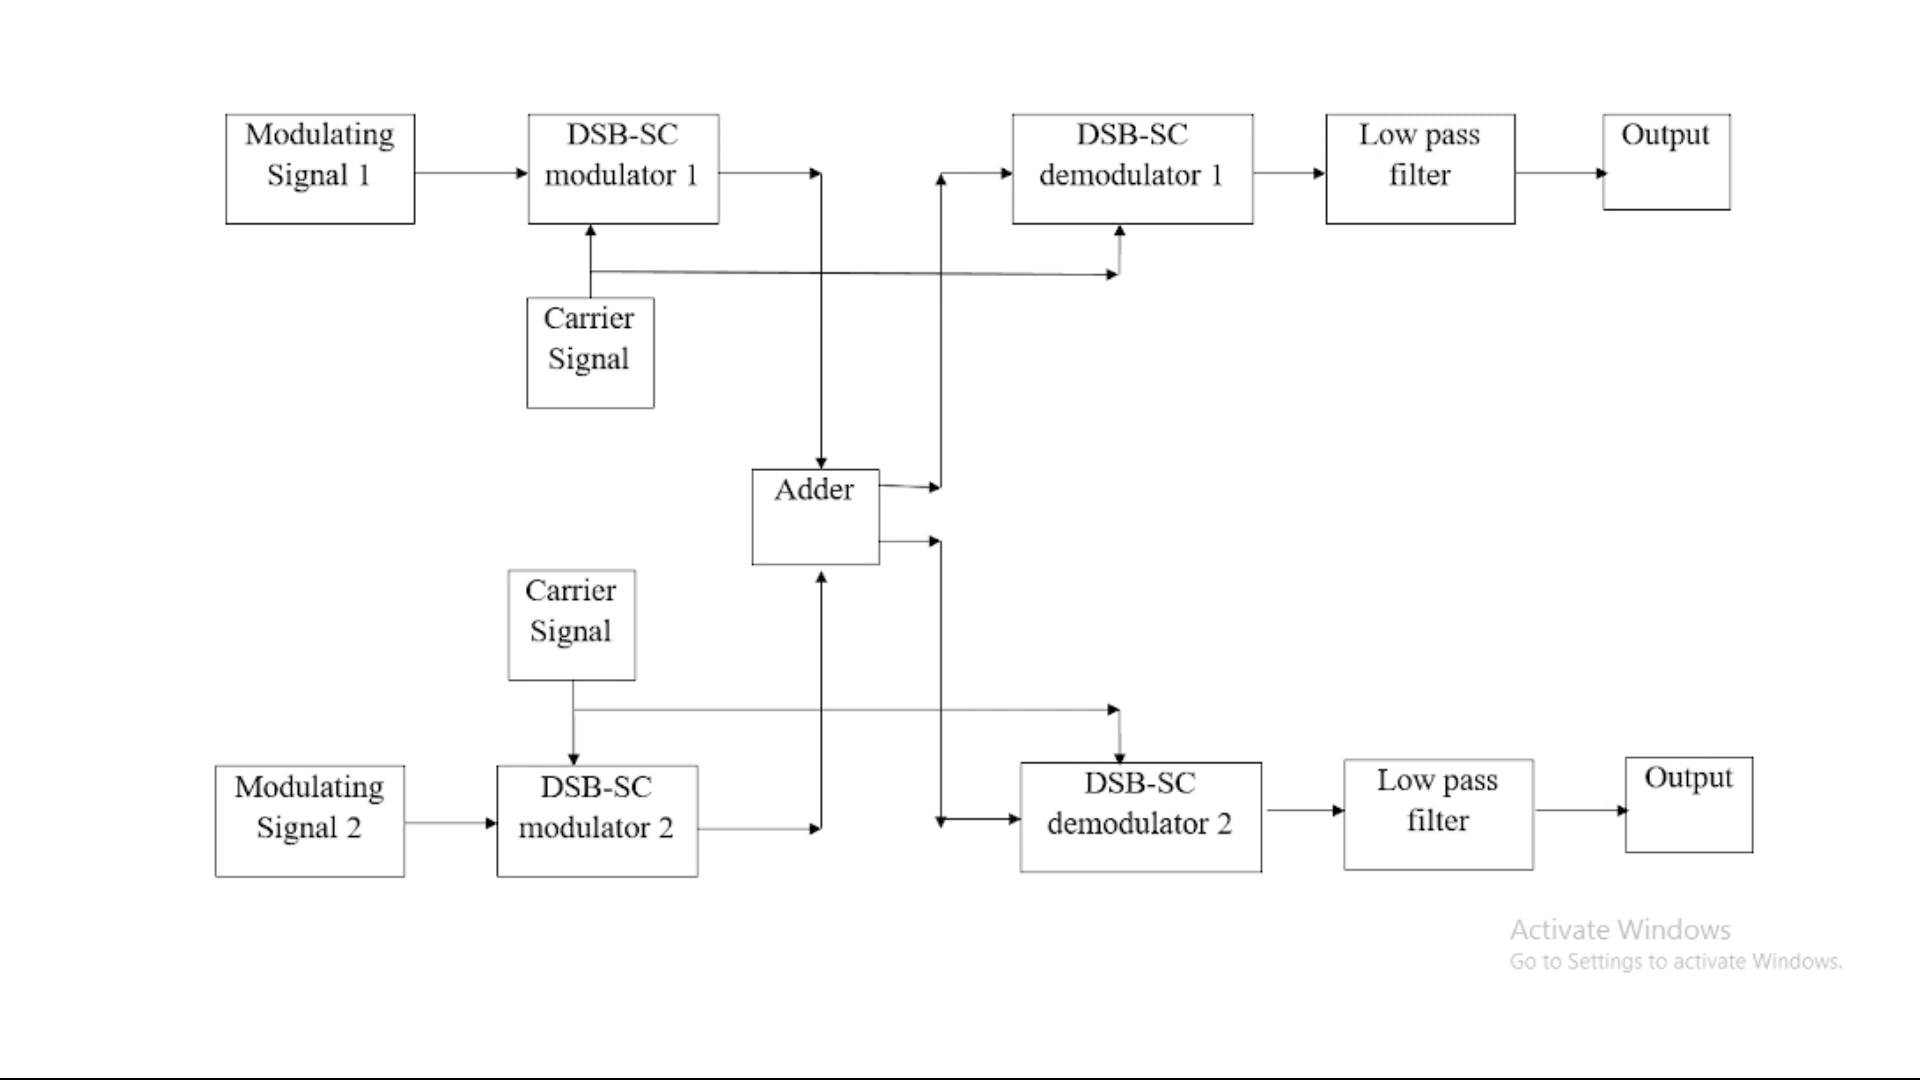 Modulating
Signal 1
DSB-SC
modulator 1
DSB-SC
demodulator 1
Low pass
filter
Output
Carrier
Signal
Adder
Carrier
Signal
Modulating
Signal 2
DSB-SC
modulator 2
DSB-SC
demodulator 2
Low pass
filter
Output
Activate Windows
Go to Settings to activate Windows.